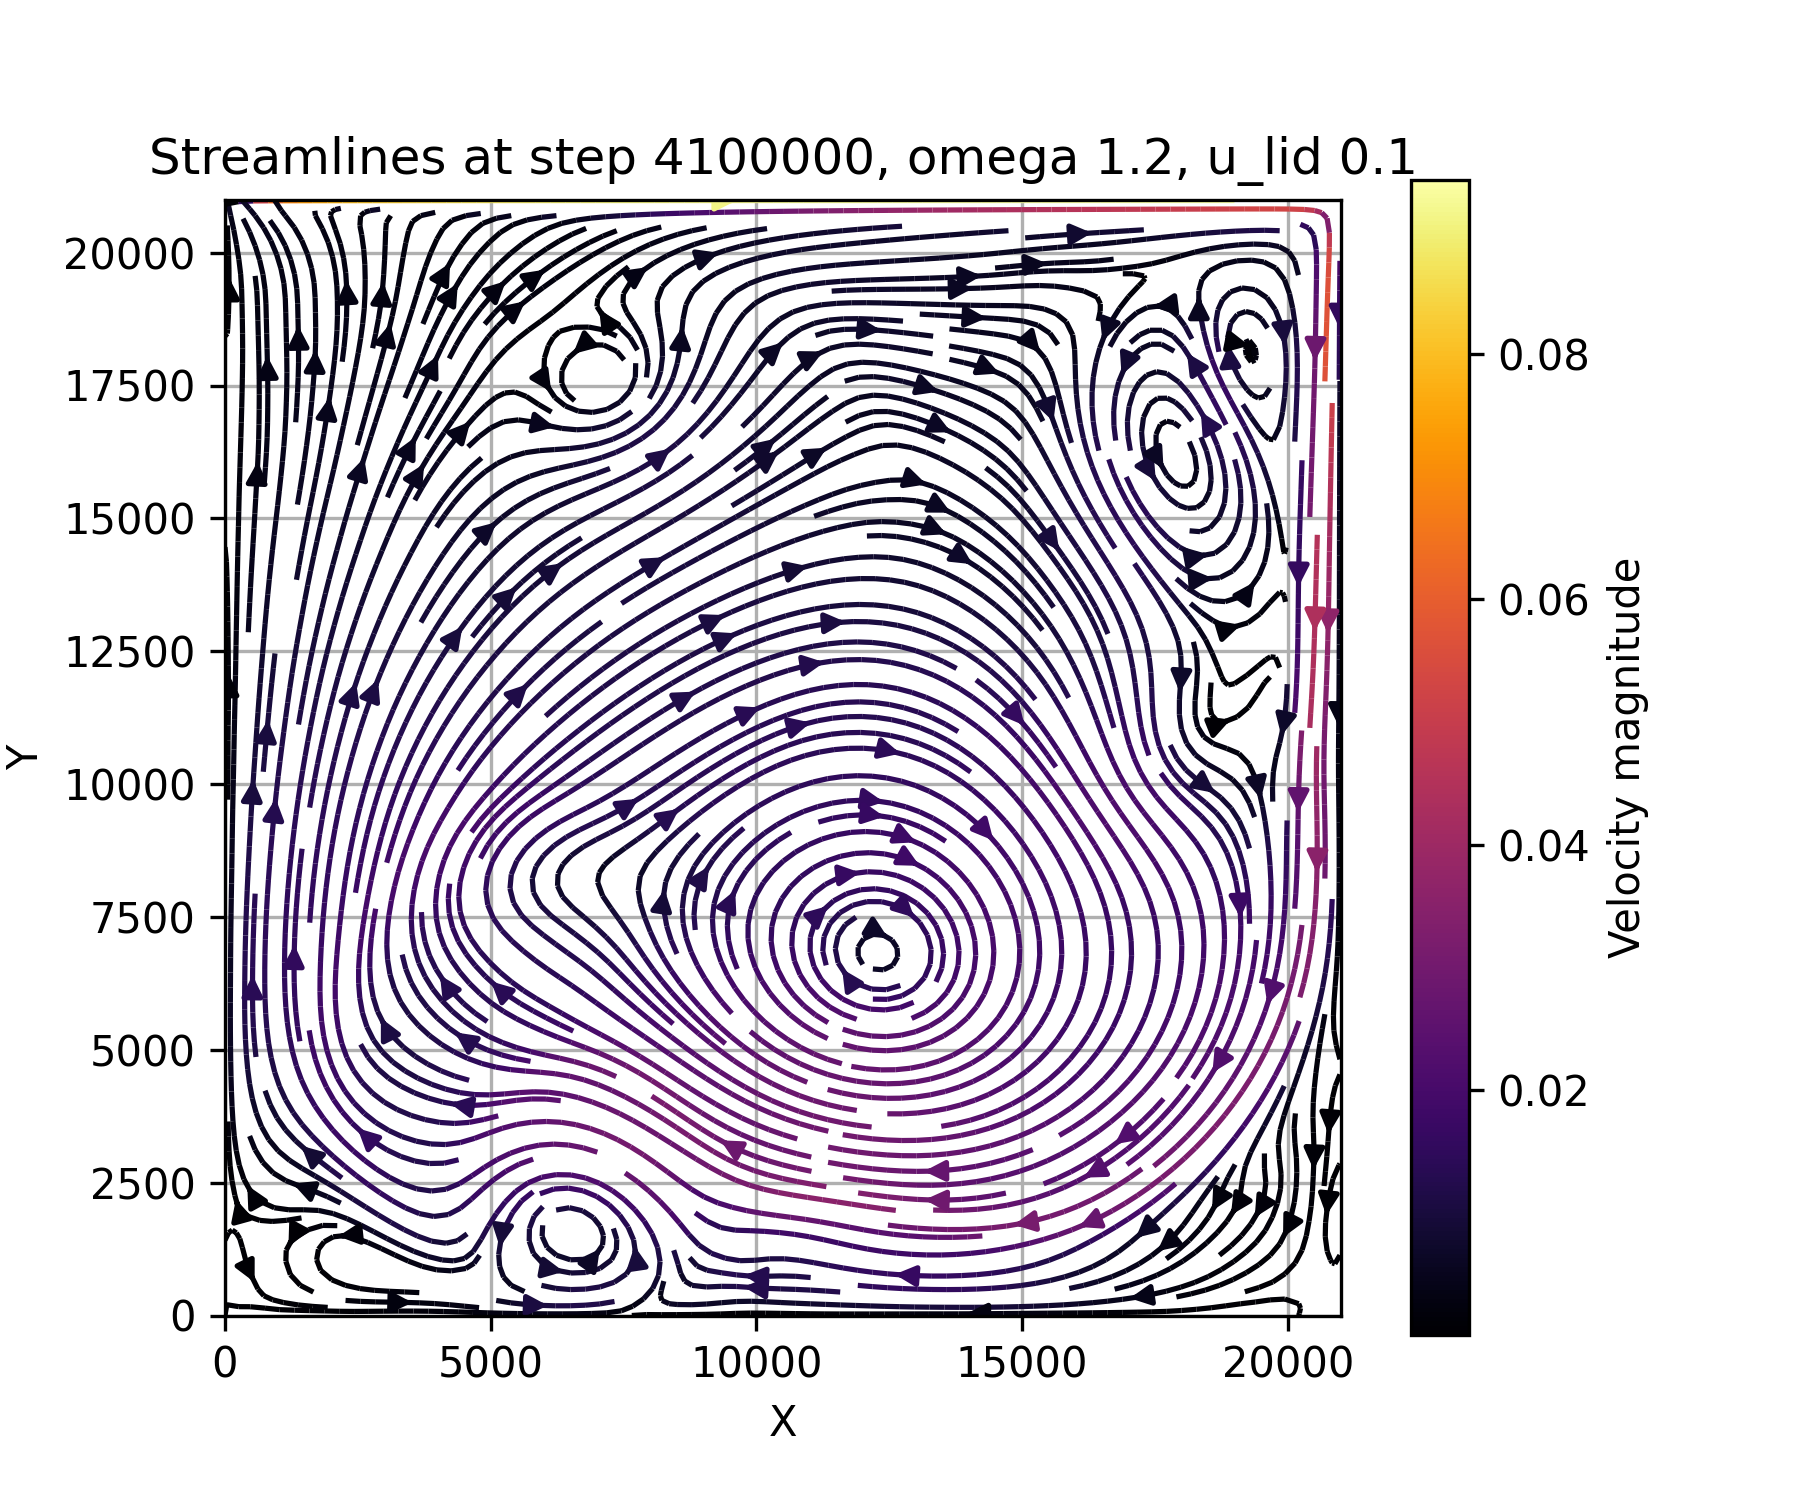 Streamlines at step 4100000, omega 1.2, u_lid 0.1
20000
17500
15000
12500
10000
7500
5000
2500
0
Y
0 5000 10000 15000 20000
X
0.08
0.06
0.04
0.02
Velocity magnitude